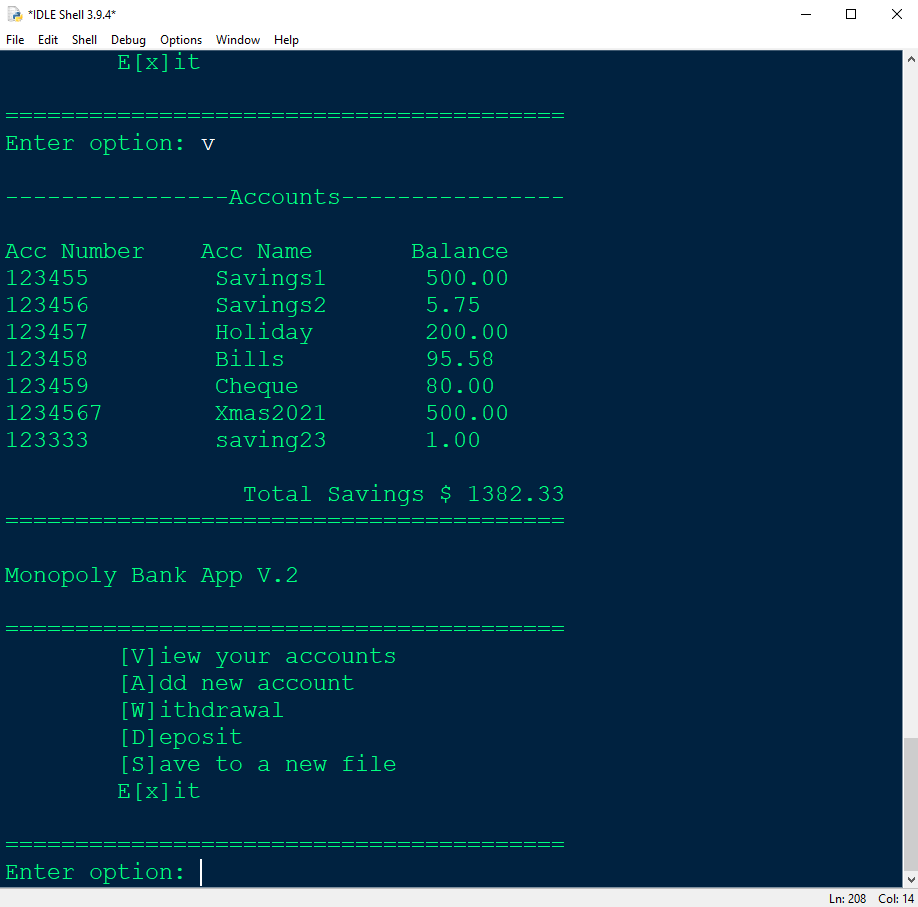 *IDLE Shell 3.9.4*
File Edit Shell Debug Options Window Help
E[x]it
========================================
Enter option: v
----------------Accounts----------------
Acc Number    Acc Name       Balance
123455         Savings1       500.00
123456         Savings2       5.75
123457         Holiday        200.00
123458         Bills          95.58
123459         Cheque         80.00
1234567        Xmas2021       500.00
123333         saving23       1.00
Total Savings $ 1382.33
========================================
Monopoly Bank App V.2
========================================
[V]iew your accounts
[A]dd new account
[W]ithdrawal
[D]eposit
[S]ave to a new file
E[x]it
========================================
Enter option:
Ln: 208 Col: 14